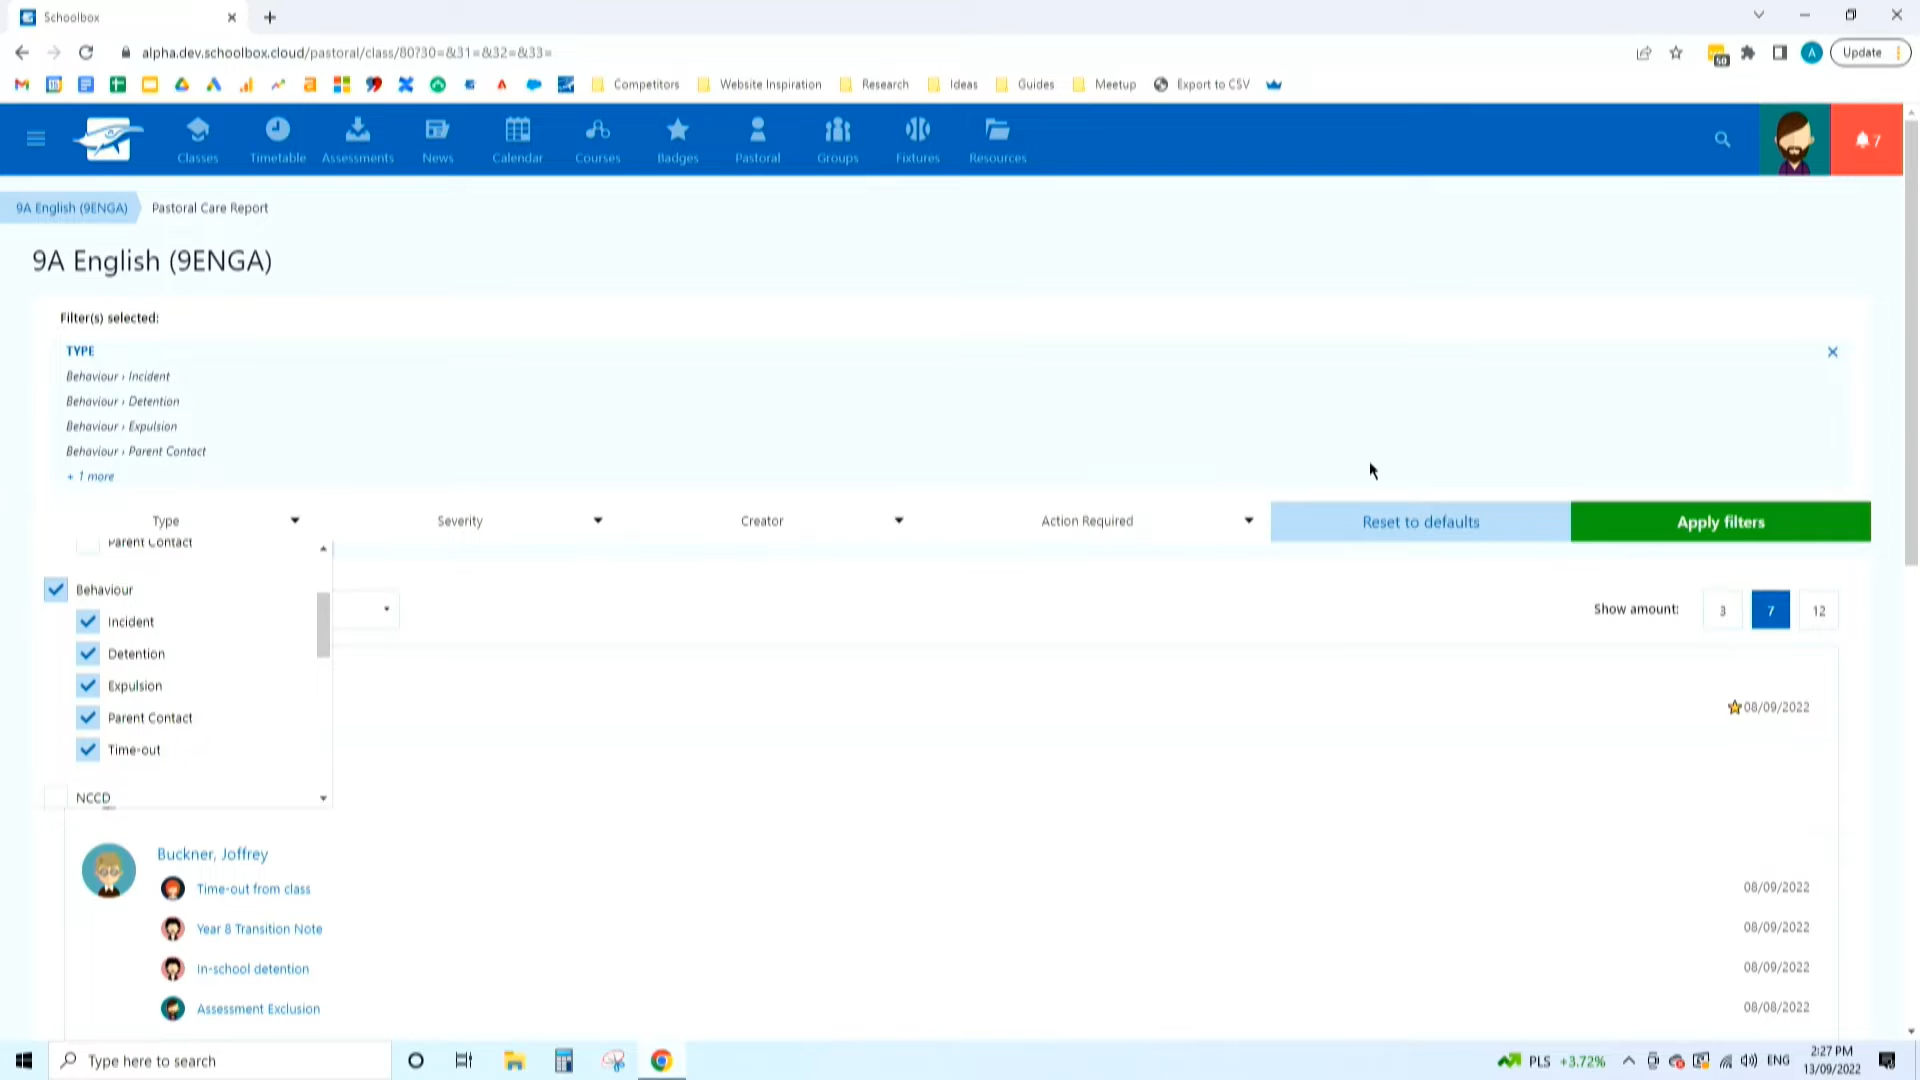 Schoolbox
alpha.dev.schoolbox.cloud/pastoral/class/80?30=&31=&32=&33=
50
A
Update
Competitors
Website Inspiration
Research
Ideas
Guides
Meetup
Export to CSV
Classes
Timetable
Assessments
News
Calendar
Courses
Badges
Pastoral
Groups
Fixtures
Resources
7
9A English (9ENGA)
Pastoral Care Report
9A English (9ENGA)
Filter(s) selected:
TYPE
Behaviour › Incident
Behaviour › Detention
Behaviour › Expulsion
Behaviour › Parent Contact
+ 1 more
Type
Severity
Creator
Action Required
Reset to defaults
Apply filters
Parent Contact
Behaviour
Incident
Detention
Expulsion
Parent Contact
Time-out
NCCD
Show amount:
3
7
12
08/09/2022
Buckner, Joffrey
Time-out from class
08/09/2022
Year 8 Transition Note
08/09/2022
In-school detention
08/09/2022
Assessment Exclusion
08/08/2022
Type here to search
PLS +3.72%
ENG
2:27 PM
13/09/2022